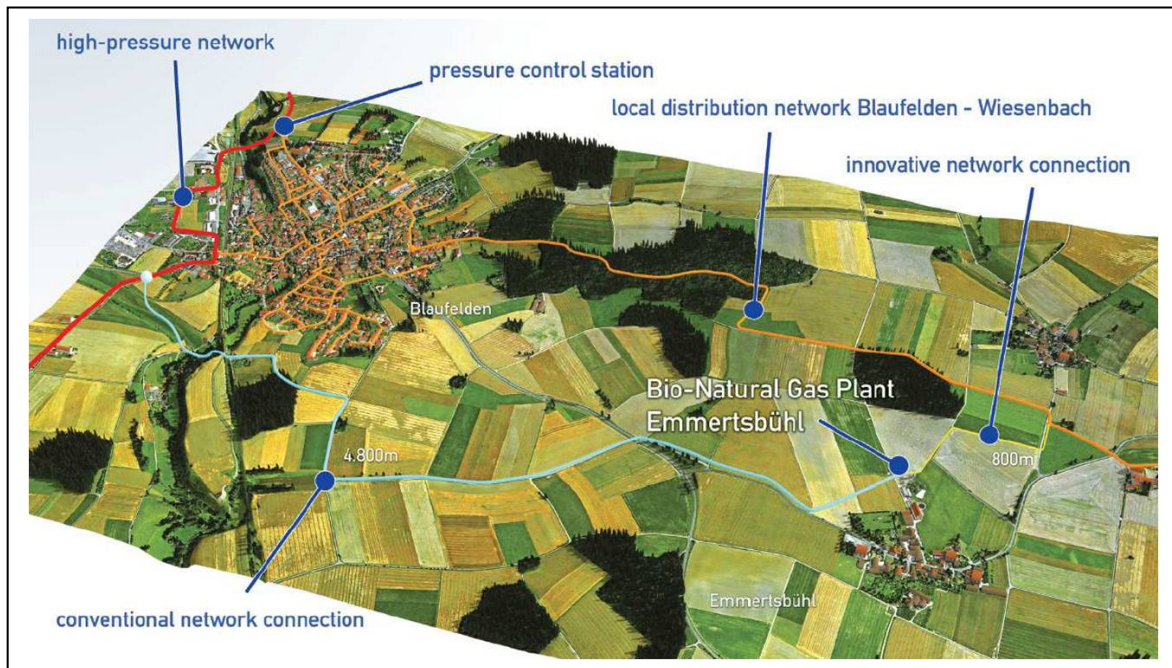 high-pressure network
pressure control station
local distribution network Blaufelden - Wiesenbach
innovative network connection
Blaufelden
Bio-Natural Gas Plant
Emmertsbühl
4.800m
800m
Emmertsbühl
conventional network connection